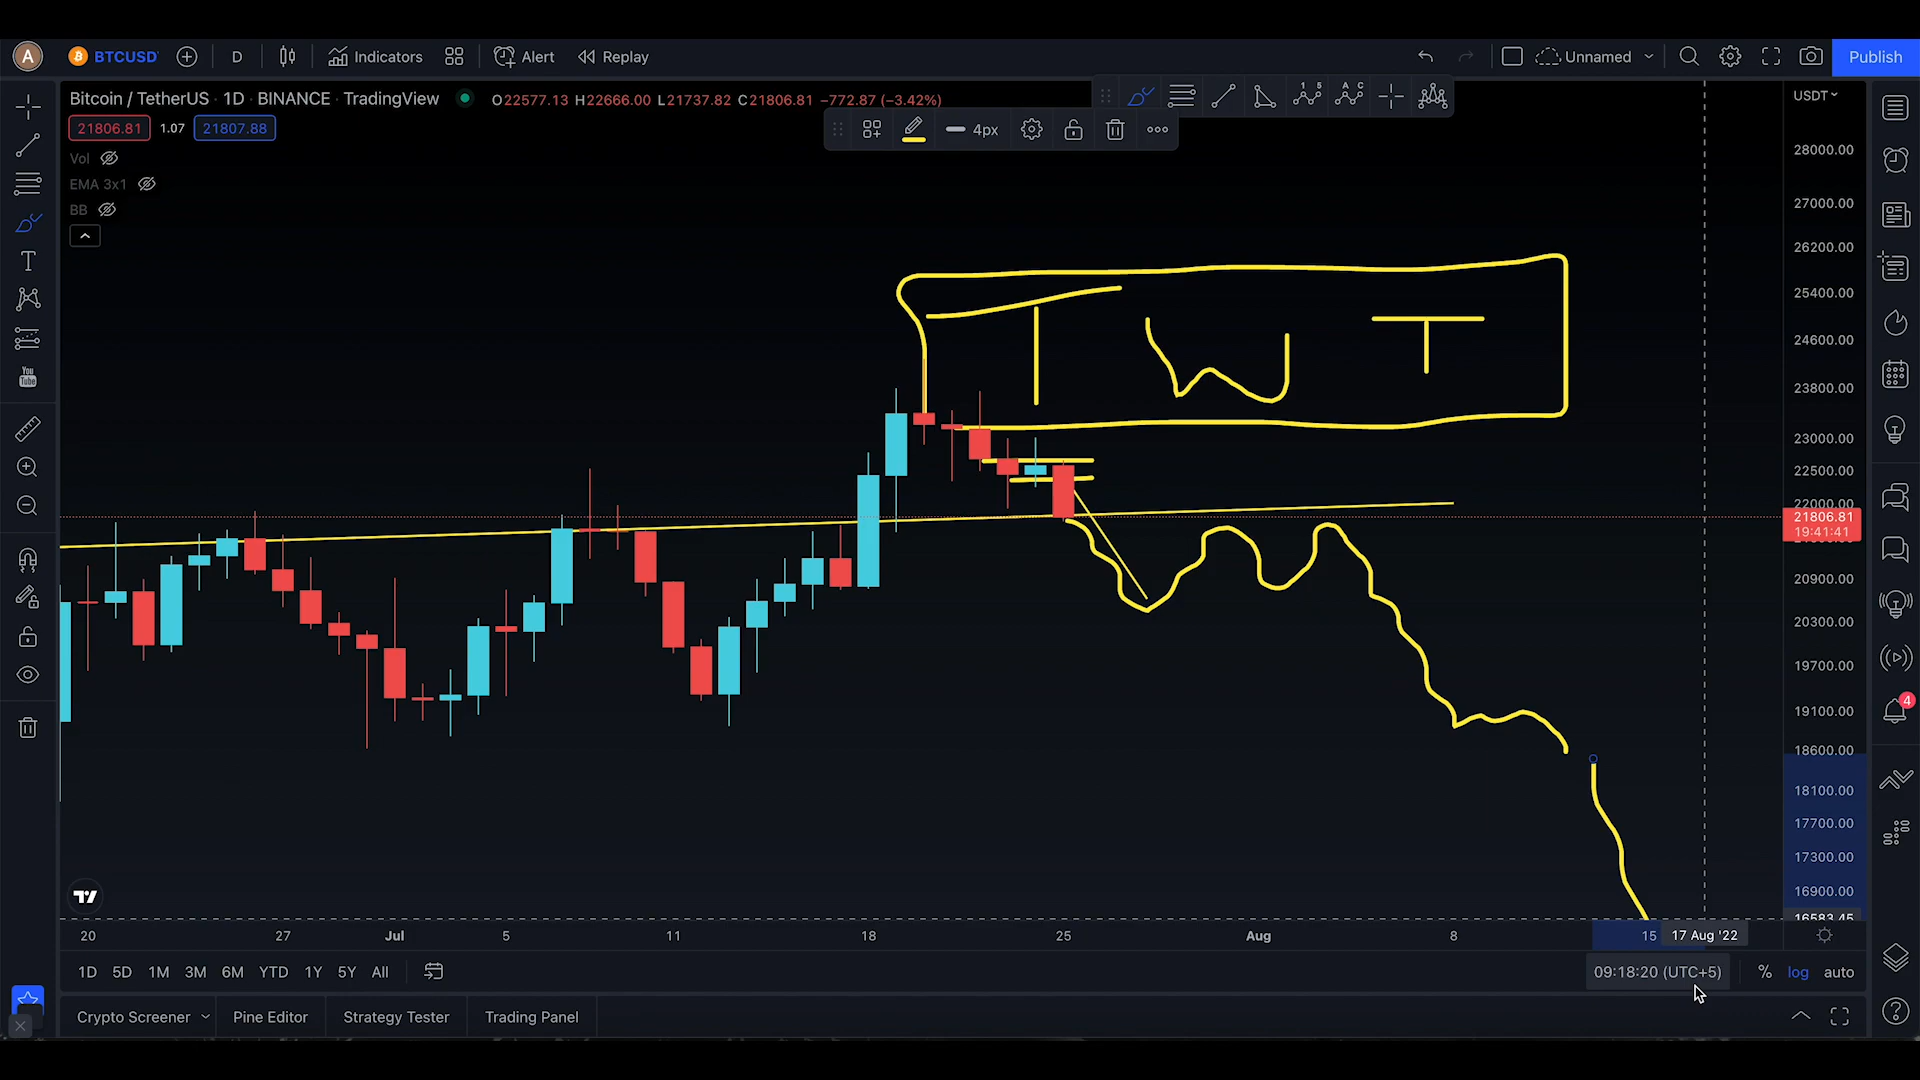 A BTCUSD D Indicators Alert Replay Unnamed Publish
Bitcoin / TetherUS · 1D · BINANCE · TradingView O22577.13 H22666.00 L21737.82 C21806.81 −772.87 (−3.42%)
USDT
21806.81 1.07 21807.88
4px
Vol
EMA 3x1
BB
T W T
28000.00
27000.00
26200.00
25400.00
24600.00
23800.00
23000.00
22500.00
22000.00
21806.81
19:41:41
20900.00
20300.00
19700.00
19100.00
18600.00
18100.00
17700.00
17300.00
16900.00
16583.45
20 27 Jul 5 11 18 25 Aug 8 15 17 Aug '22
1D 5D 1M 3M 6M YTD 1Y 5Y All 09:18:20 (UTC+5) % log auto
Crypto Screener Pine Editor Strategy Tester Trading Panel
You
Tube
4